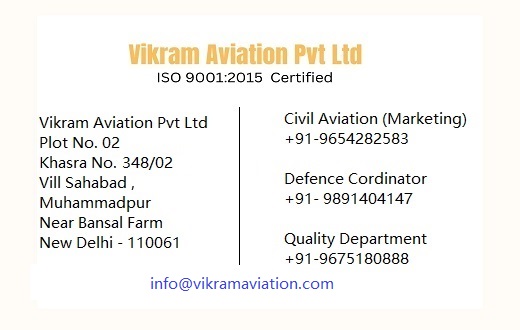 Vikram Aviation Pvt Ltd
ISO 9001:2015 Certified
Vikram Aviation Pvt Ltd
Plot No. 02
Khasra No. 348/02
Vill Sahabad ,
Muhammadpur
Near Bansal Farm
New Delhi - 110061
Civil Aviation (Marketing)
+91-9654282583
Defence Cordinator
+91- 9891404147
Quality Department
+91-9675180888
info@vikramaviation.com